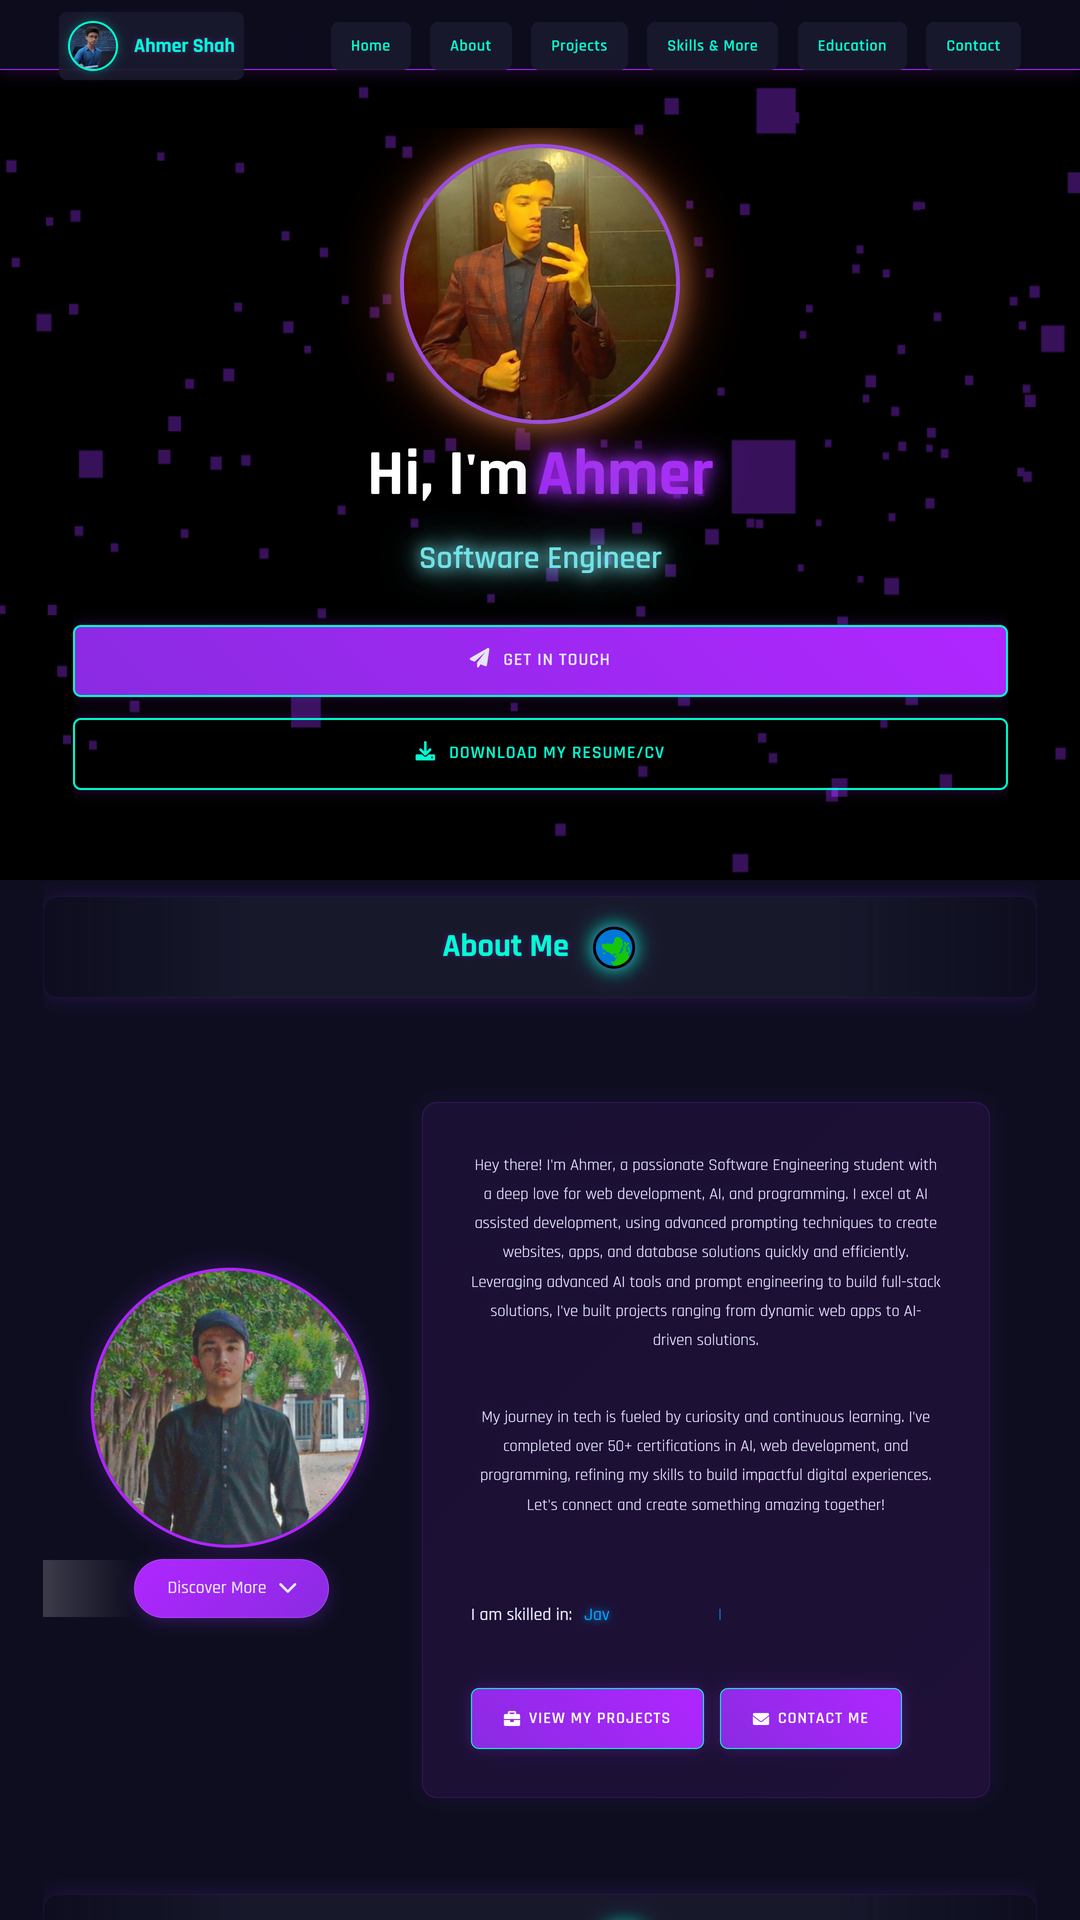 Ahmer Shah
Home
About
Projects
Skills & More
Education
Contact
Hi, I'm Ahmer
Software Engineer
GET IN TOUCH
DOWNLOAD MY RESUME/CV
About Me
Hey there! I'm Ahmer, a passionate Software Engineering student with
a deep love for web development, AI, and programming. I excel at AI
assisted development, using advanced prompting techniques to create
websites, apps, and database solutions quickly and efficiently.
Leveraging advanced AI tools and prompt engineering to build full-stack
solutions, I've built projects ranging from dynamic web apps to AI-
driven solutions.
My journey in tech is fueled by curiosity and continuous learning. I've
completed over 50+ certifications in AI, web development, and
programming, refining my skills to build impactful digital experiences.
Let's connect and create something amazing together!
Discover More
I am skilled in: Jav
VIEW MY PROJECTS
CONTACT ME